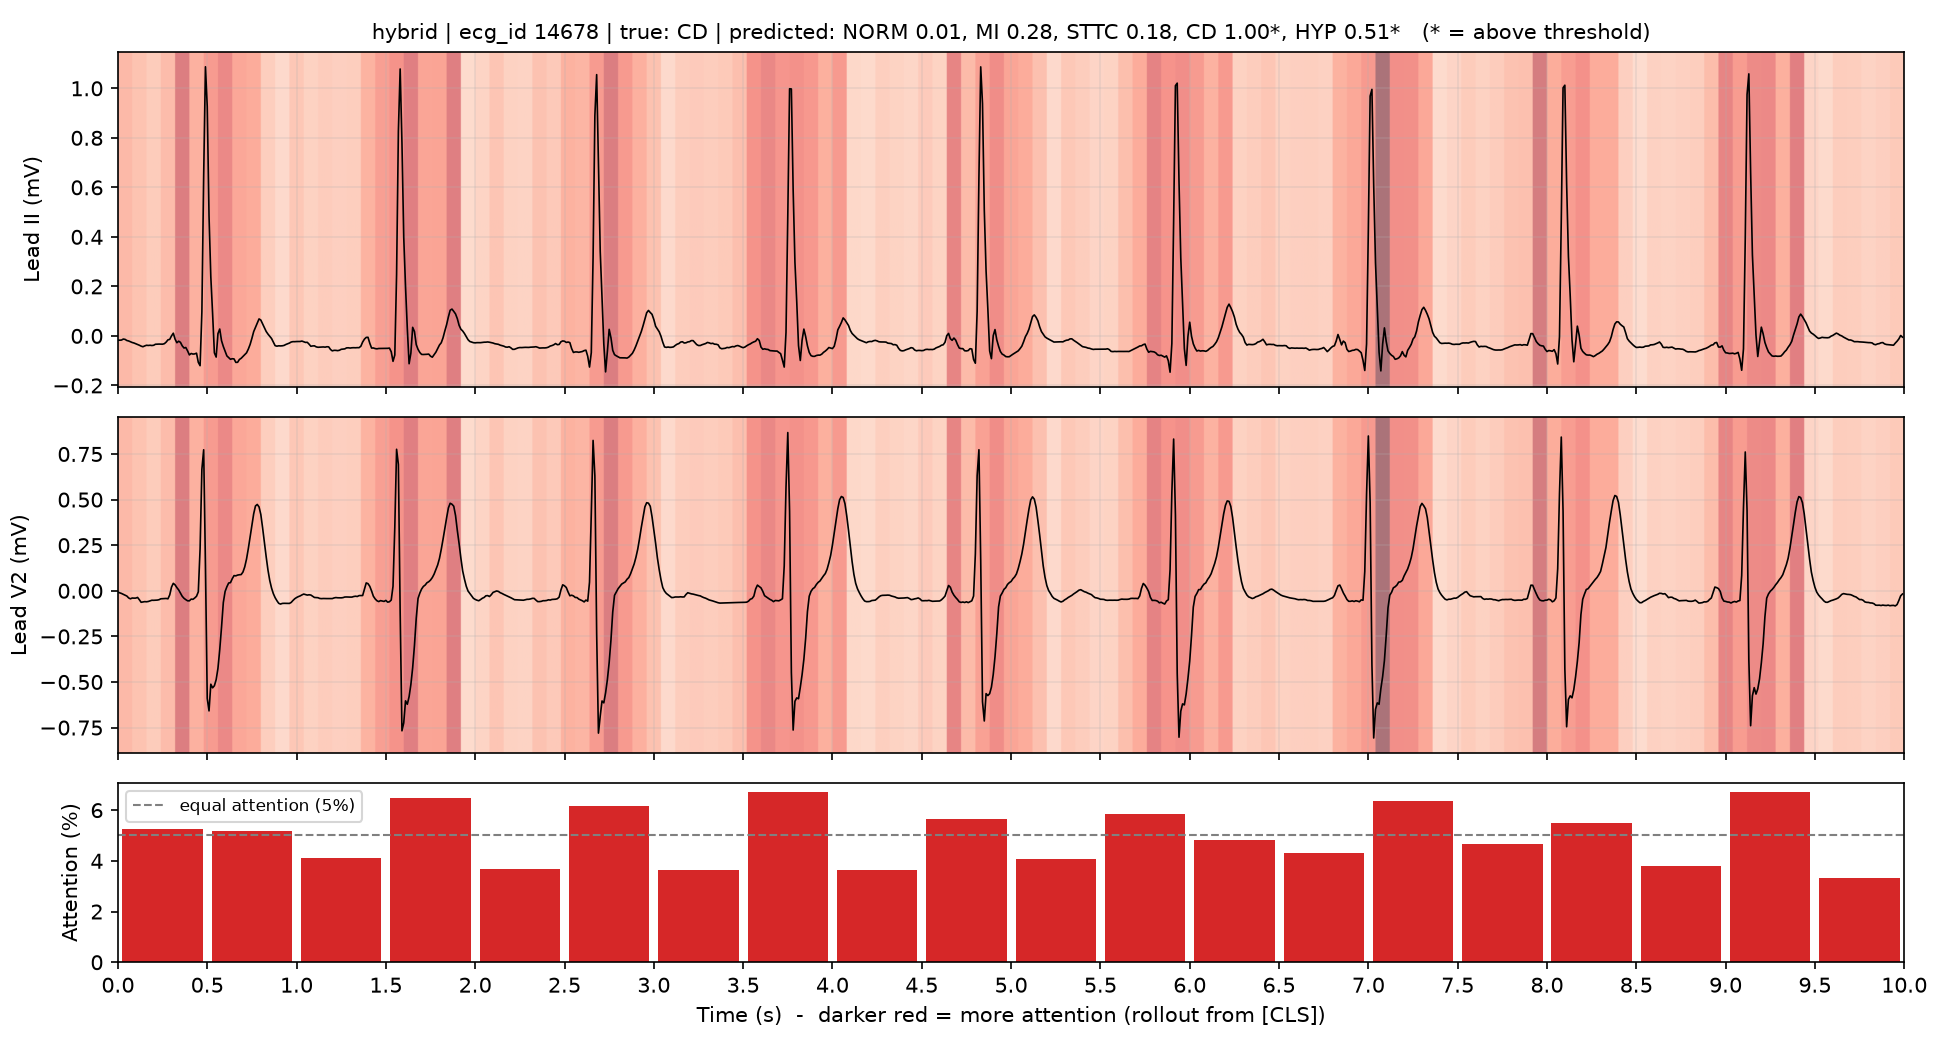 hybrid | ecg_id 14678 | true: CD | predicted: NORM 0.01, MI 0.28, STTC 0.18, CD 1.00*, HYP 0.51*   (* = above threshold)
Lead II (mV)
1.0
0.8
0.6
0.4
0.2
0.0
−0.2
Lead V2 (mV)
0.75
0.50
0.25
0.00
−0.25
−0.50
−0.75
Attention (%)
6
4
2
0
equal attention (5%)
0.0 0.5 1.0 1.5 2.0 2.5 3.0 3.5 4.0 4.5 5.0 5.5 6.0 6.5 7.0 7.5 8.0 8.5 9.0 9.5 10.0
Time (s)  -  darker red = more attention (rollout from [CLS])